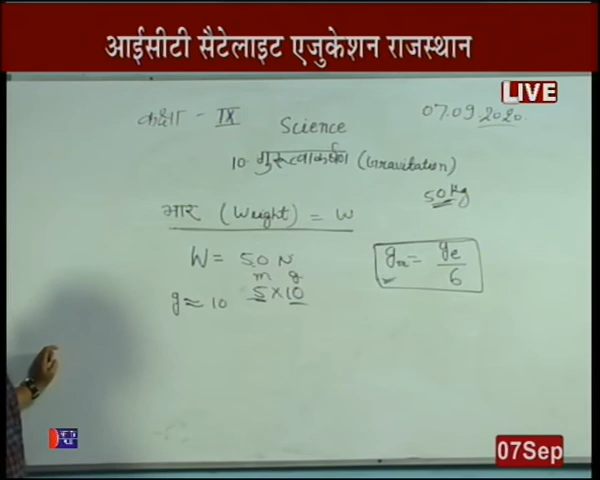 आईसीटी सैटेलाइट एजुकेशन राजस्थान
LIVE
कक्षा - IX
07.09.2020.
Science
10 गुरुत्वाकर्षण (Gravitation)
50 Kg
भार (Weight) = W
W = 50 N
m g
g ≈ 10 5 × 10
gm = ge/6
07Sep